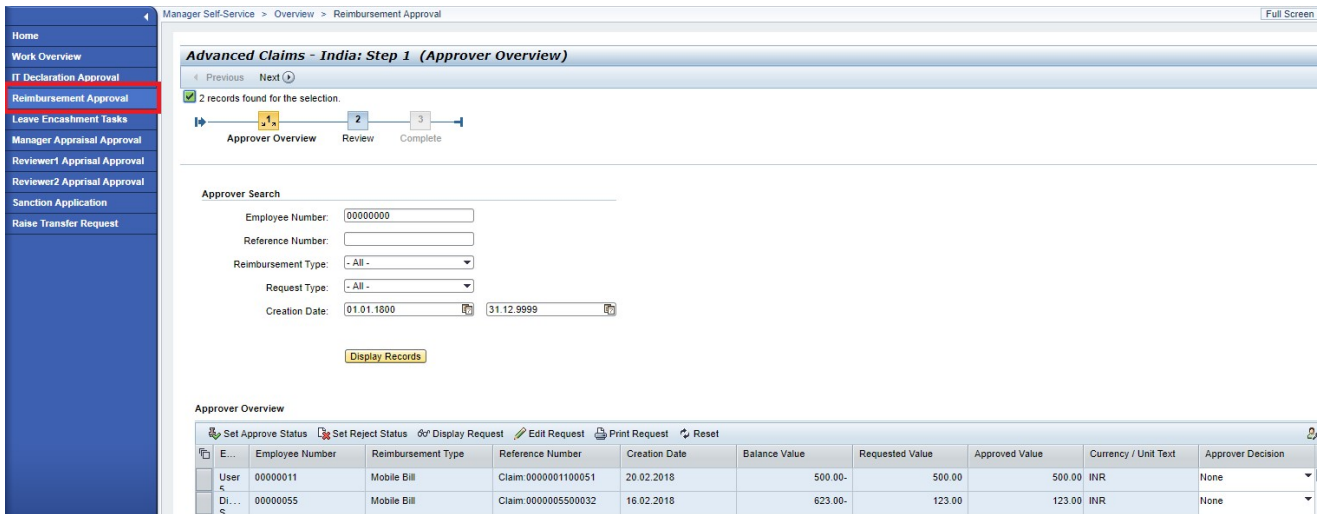 Manager Self-Service > Overview > Reimbursement Approval
Full Screen
Home
Work Overview
IT Declaration Approval
Reimbursement Approval
Leave Encashment Tasks
Manager Appraisal Approval
Reviewer1 Apprisal Approval
Reviewer2 Apprisal Approval
Sanction Application
Raise Transfer Request
Advanced Claims - India: Step 1 (Approver Overview)
Previous Next
2 records found for the selection.
1 2 3
Approver Overview Review Complete
Approver Search
Employee Number: 00000000
Reference Number:
Reimbursement Type: - All -
Request Type: - All -
Creation Date: 01.01.1800 31.12.9999
Display Records
Approver Overview
Set Approve Status Set Reject Status Display Request Edit Request Print Request Reset
E... Employee Number Reimbursement Type Reference Number Creation Date Balance Value Requested Value Approved Value Currency / Unit Text Approver Decision
User 00000011 Mobile Bill Claim:0000001100051 20.02.2018 500.00- 500.00 500.00 INR None
Di... 00000055 Mobile Bill Claim:0000005500032 16.02.2018 623.00- 123.00 123.00 INR None